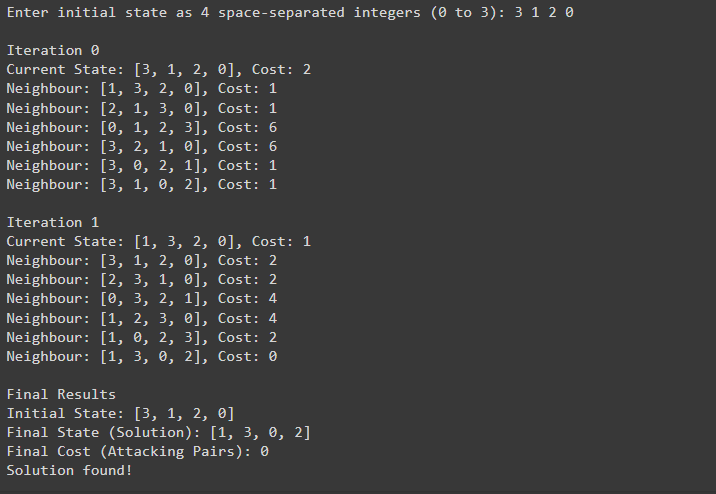 Enter initial state as 4 space-separated integers (0 to 3): 3 1 2 0
Iteration 0
Current State: [3, 1, 2, 0], Cost: 2
Neighbour: [1, 3, 2, 0], Cost: 1
Neighbour: [2, 1, 3, 0], Cost: 1
Neighbour: [0, 1, 2, 3], Cost: 6
Neighbour: [3, 2, 1, 0], Cost: 6
Neighbour: [3, 0, 2, 1], Cost: 1
Neighbour: [3, 1, 0, 2], Cost: 1
Iteration 1
Current State: [1, 3, 2, 0], Cost: 1
Neighbour: [3, 1, 2, 0], Cost: 2
Neighbour: [2, 3, 1, 0], Cost: 2
Neighbour: [0, 3, 2, 1], Cost: 4
Neighbour: [1, 2, 3, 0], Cost: 4
Neighbour: [1, 0, 2, 3], Cost: 2
Neighbour: [1, 3, 0, 2], Cost: 0
Final Results
Initial State: [3, 1, 2, 0]
Final State (Solution): [1, 3, 0, 2]
Final Cost (Attacking Pairs): 0
Solution found!